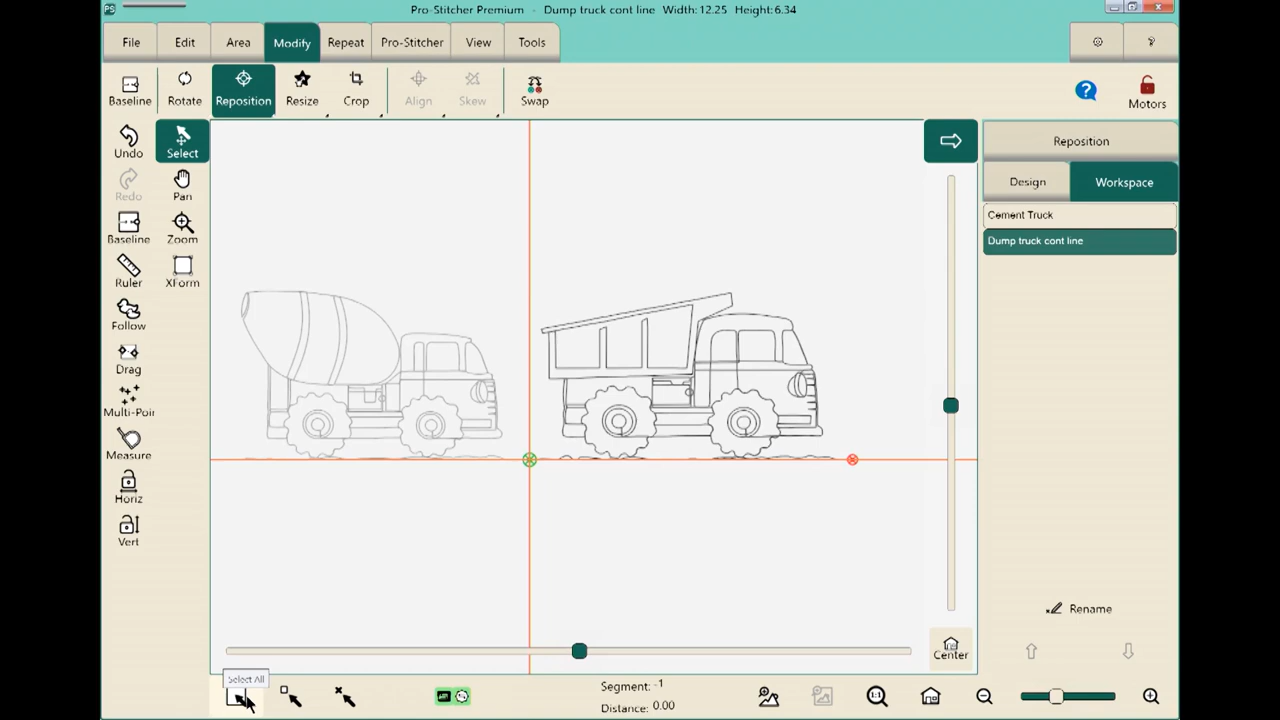 Pro-Stitcher Premium - Dump truck cont line Width:12.25 Height:6.34
File Edit Area Modify Repeat Pro-Stitcher View Tools
Baseline Rotate Reposition Resize Crop Align Skew Swap Motors
Undo Select
Redo Pan
Baseline Zoom
Ruler XForm
Follow
Drag
Multi-Poir
Measure
Horiz
Vert
Reposition
Design Workspace
Cement Truck
Dump truck cont line
Rename
Center
Select All
Segment: -1
Distance: 0.00